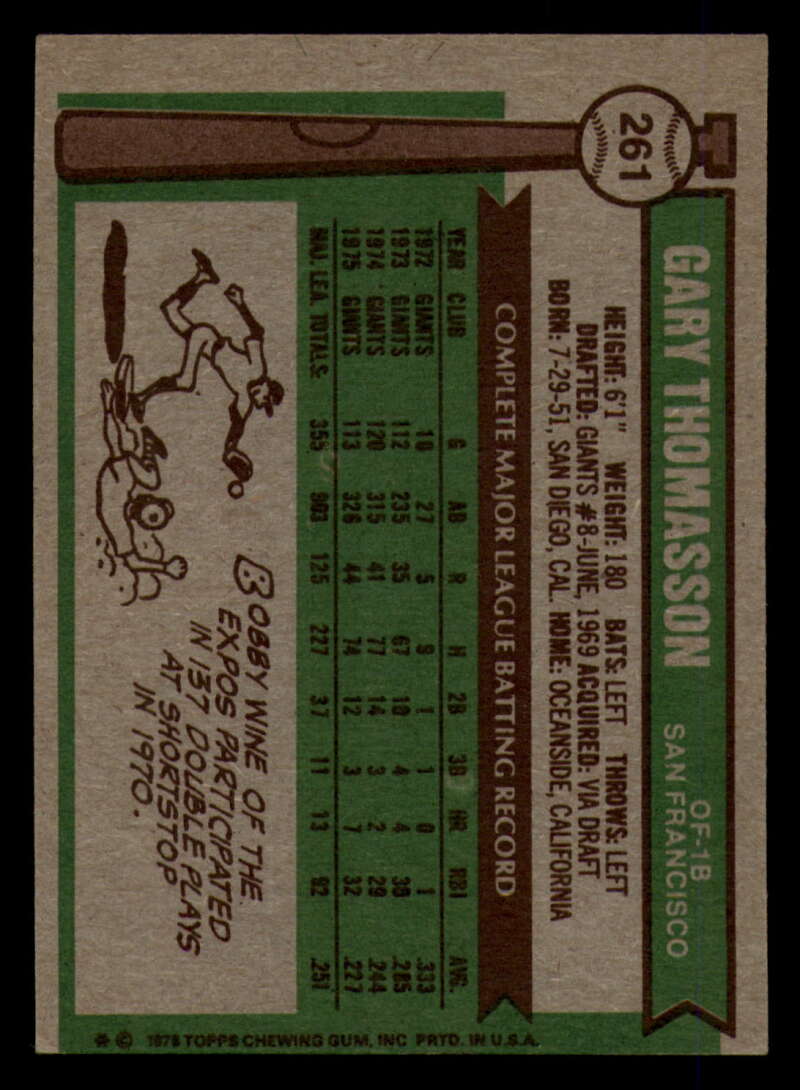 261
GARY THOMASSON
OF-1B
SAN FRANCISCO
HEIGHT: 6'1" WEIGHT: 180 BATS: LEFT THROWS: LEFT
DRAFTED: GIANTS #8-JUNE, 1969 ACQUIRED: VIA DRAFT
BORN: 7-29-51, SAN DIEGO, CAL. HOME: OCEANSIDE, CALIFORNIA
COMPLETE MAJOR LEAGUE BATTING RECORD
YEAR CLUB G AB R H 2B 3B HR RBI AVG.
1972 GIANTS 10 27 5 9 1 1 0 1 .333
1973 GIANTS 112 235 35 67 10 4 4 30 .285
1974 GIANTS 120 315 41 77 14 3 2 29 .244
1975 GIANTS 113 326 44 74 12 3 7 32 .227
MAJ. LEA. TOTALS: 355 903 125 227 37 11 13 92 .251
BOBBY WINE OF THE
EXPOS PARTICIPATED
IN 137 DOUBLE PLAYS
AT SHORTSTOP
IN 1970.
* © 1976 TOPPS CHEWING GUM, INC PRTD. IN U.S.A.